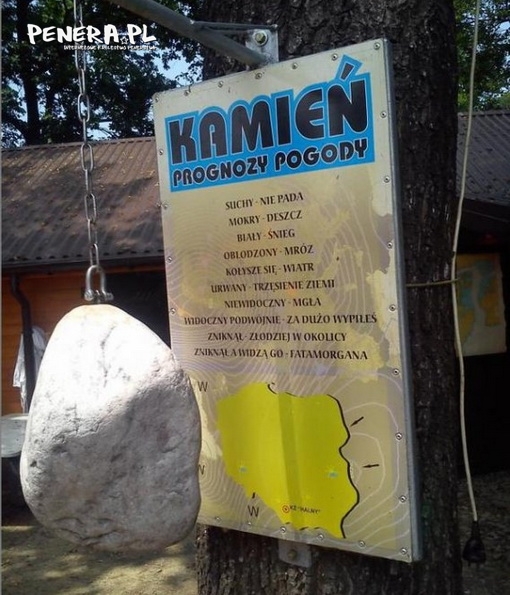 PENERA.PL
KAMIEŃ
PROGNOZY POGODY
SUCHY - NIE PADA
MOKRY - DESZCZ
BIAŁY - ŚNIEG
OBLODZONY - MRÓZ
KOŁYSZE SIĘ - WIATR
URWANY - TRZĘSIENIE ZIEMI
NIEWIDOCZNY - MGŁA
WIDOCZNY PODWÓJNIE - ZA DUŻO WYPIŁEŚ
ZNIKNĄŁ - ZŁODZIEJ W OKOLICY
ZNIKNĄŁ A WIDZĄ GO - FATAMORGANA
W
W
W